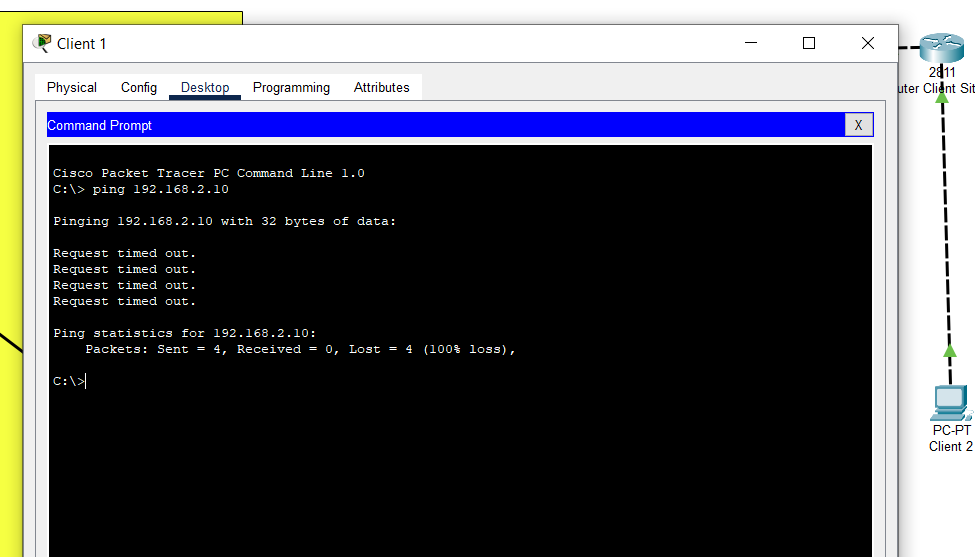 Client 1
Physical Config Desktop Programming Attributes
Command Prompt
X
Cisco Packet Tracer PC Command Line 1.0
C:\> ping 192.168.2.10
Pinging 192.168.2.10 with 32 bytes of data:
Request timed out.
Request timed out.
Request timed out.
Request timed out.
Ping statistics for 192.168.2.10:
Packets: Sent = 4, Received = 0, Lost = 4 (100% loss),
C:\>
2811
uter Client Sit
PC-PT
Client 2